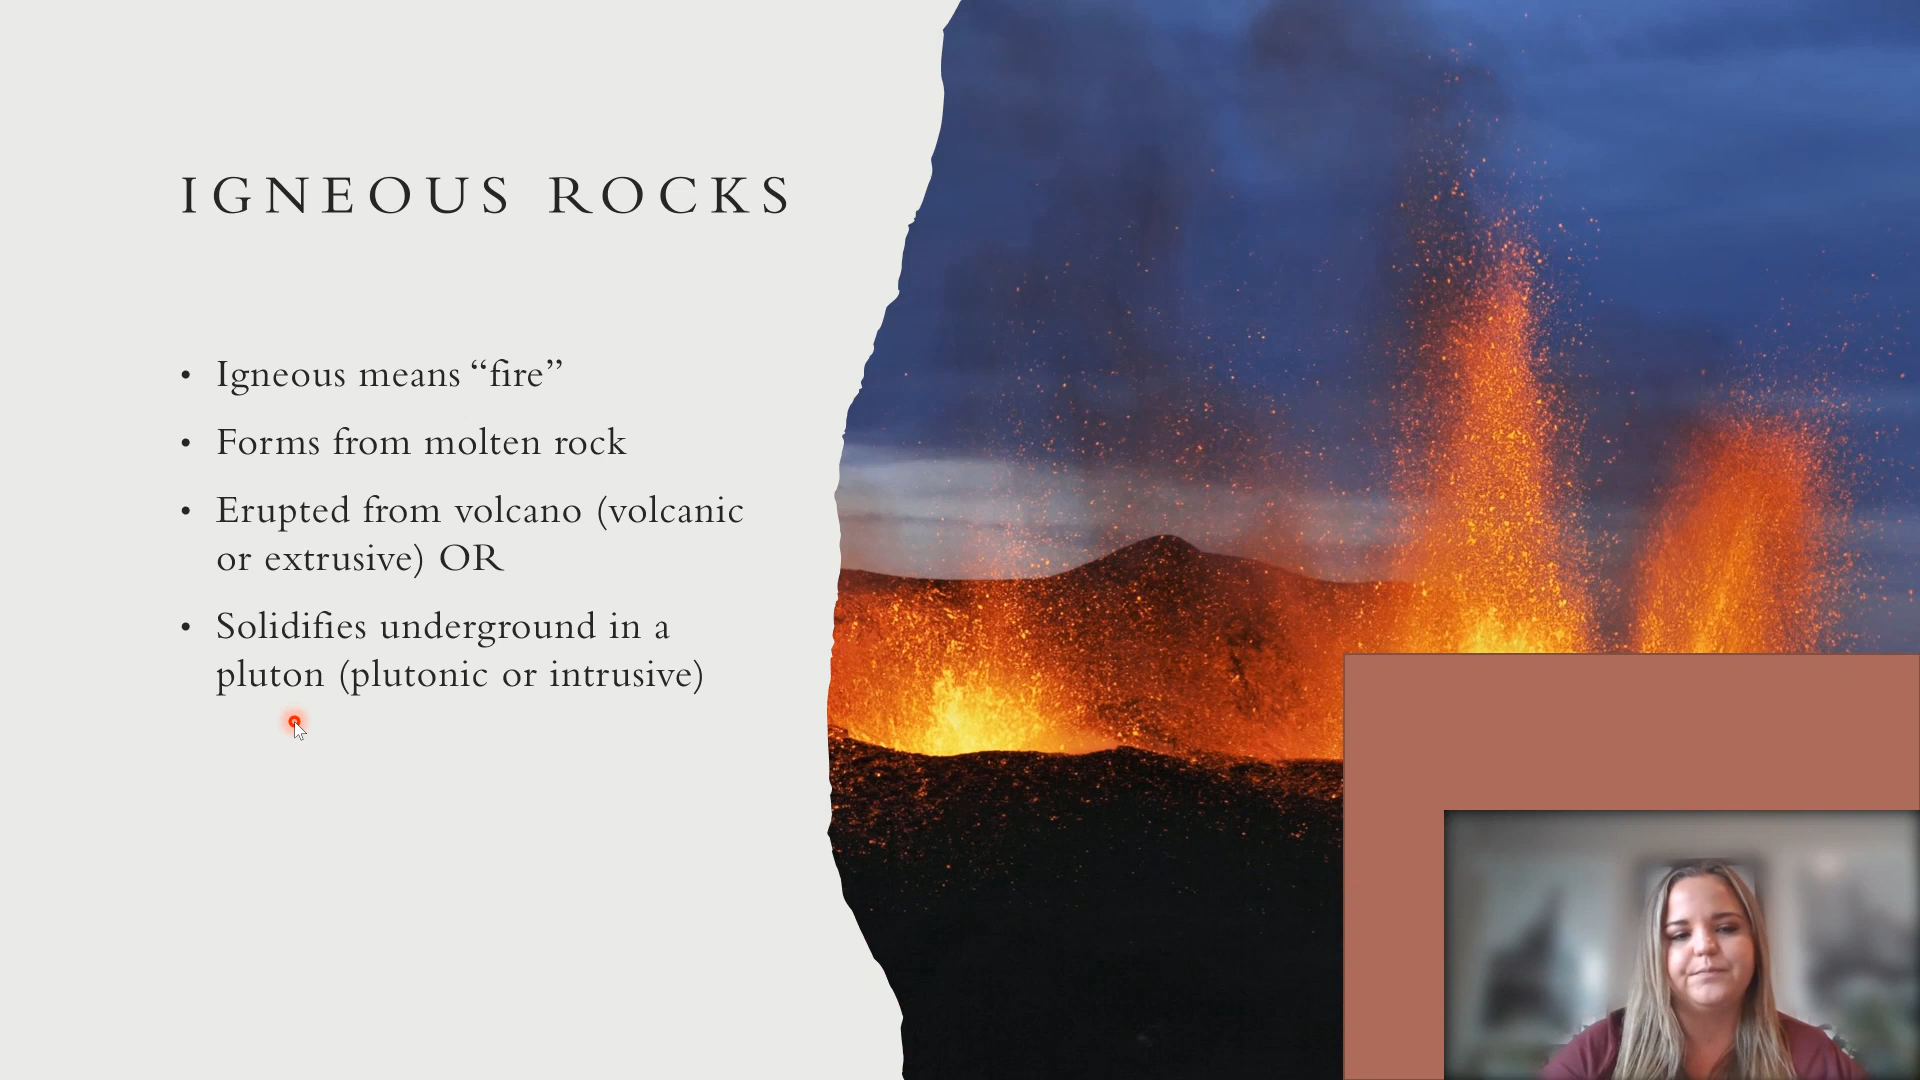 IGNEOUS ROCKS
• Igneous means “fire”
• Forms from molten rock
• Erupted from volcano (volcanic
or extrusive) OR
• Solidifies underground in a
pluton (plutonic or intrusive)